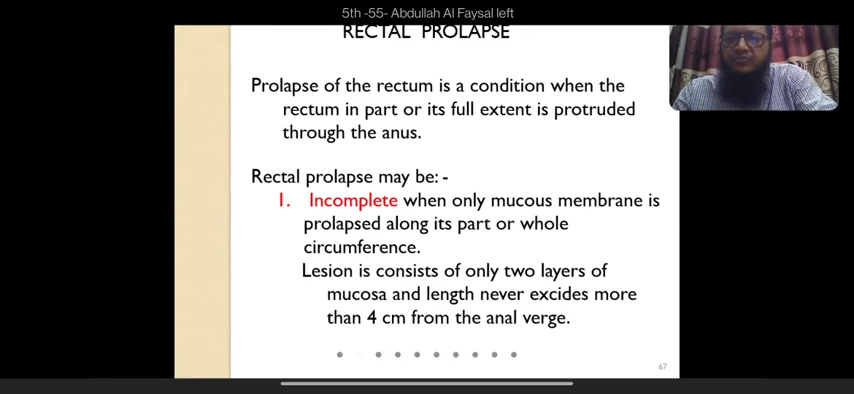 5th -55- Abdullah Al Faysal left
RECTAL PROLAPSE
Prolapse of the rectum is a condition when the
rectum in part or its full extent is protruded
through the anus.
Rectal prolapse may be: -
1. Incomplete when only mucous membrane is
prolapsed along its part or whole
circumference.
Lesion is consists of only two layers of
mucosa and length never excides more
than 4 cm from the anal verge.
67